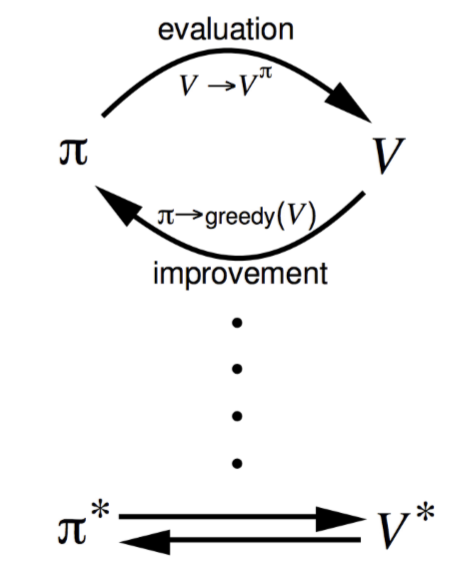 evaluation
V → V^π
π V
π→greedy(V)
improvement
π* V*